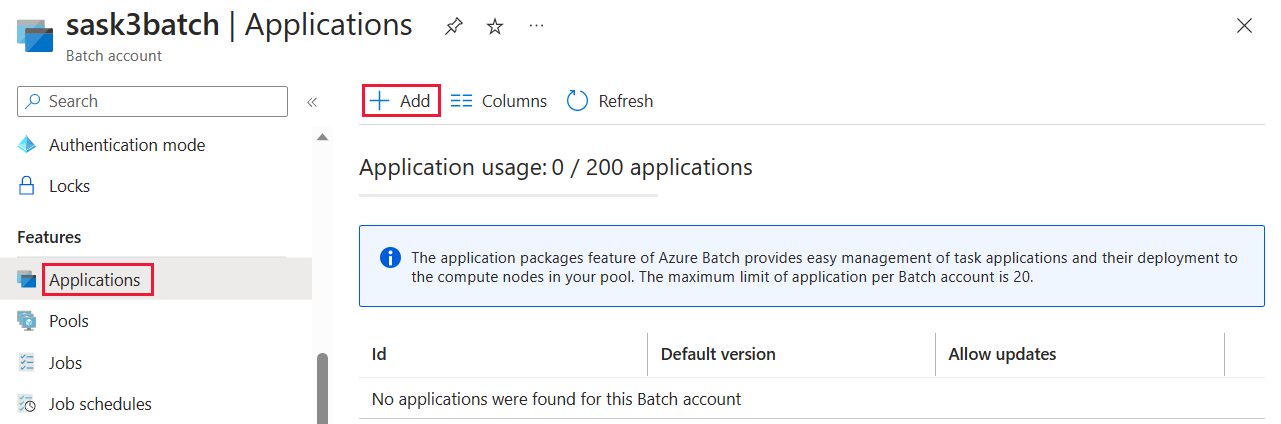 sask3batch | Applications
Batch account
Search
Authentication mode
Locks
Features
Applications
Pools
Jobs
Job schedules
Add Columns Refresh
Application usage: 0 / 200 applications
The application packages feature of Azure Batch provides easy management of task applications and their deployment to
the compute nodes in your pool. The maximum limit of application per Batch account is 20.
Id Default version Allow updates
No applications were found for this Batch account